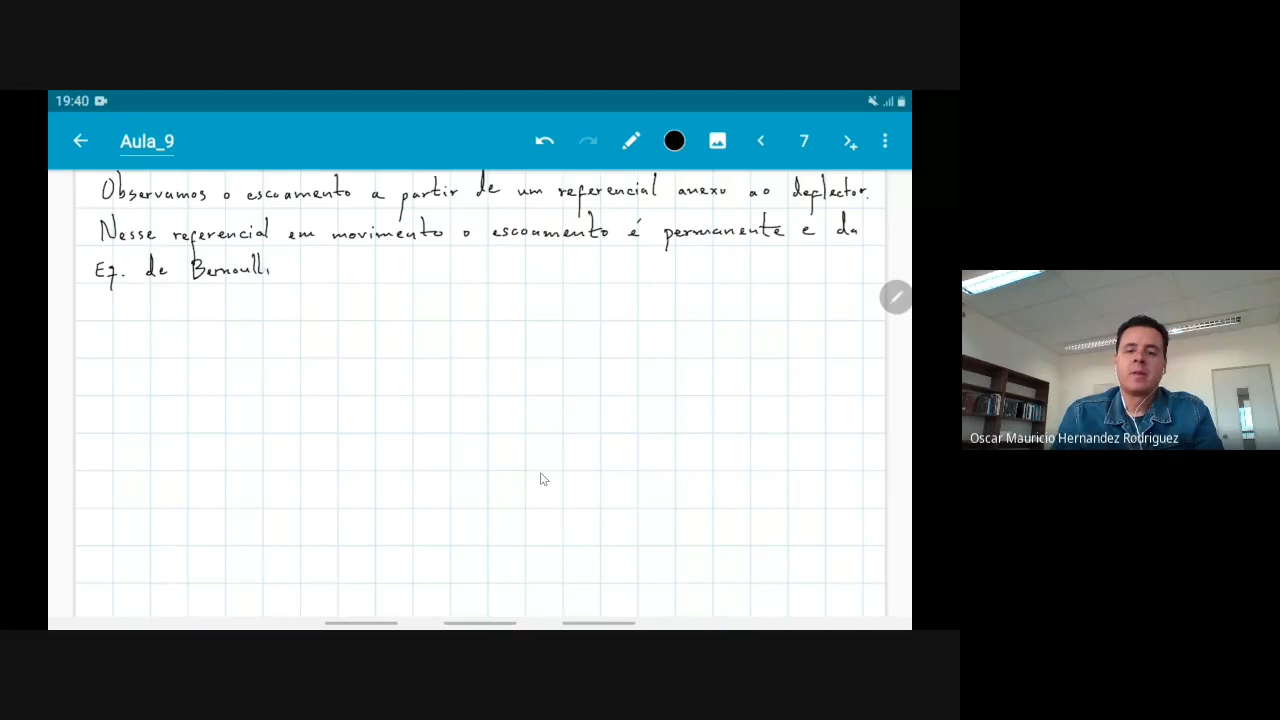 19:40
Aula_9
7
Observamos o escoamento a partir de um referencial anexo ao deflector.
Nesse referencial em movimento o escoamento é permanente e da
Eq. de Bernoulli
Oscar Mauricio Hernandez Rodriguez